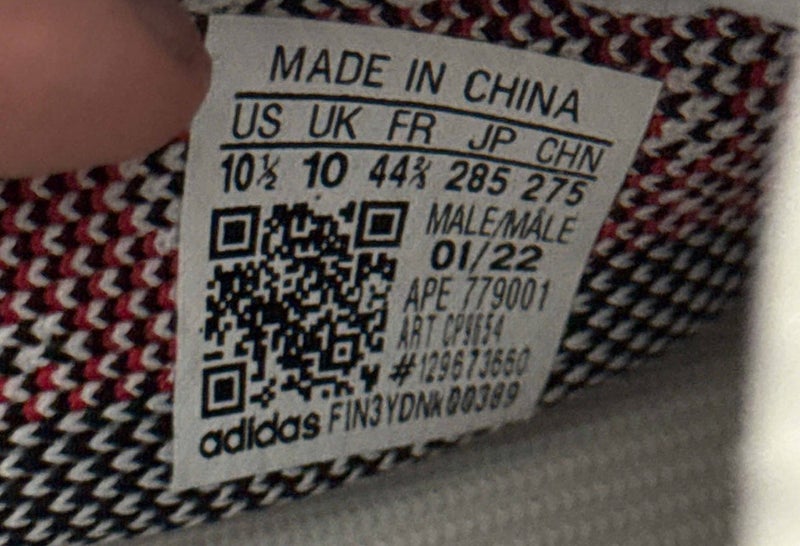 MADE IN CHINA
US UK FR JP CHN
10½ 10 44⅔ 285 275
MALE/MÂLE
01/22
APE 779001
ART CP9654
#129673660
adidas FIN3YDNK00389